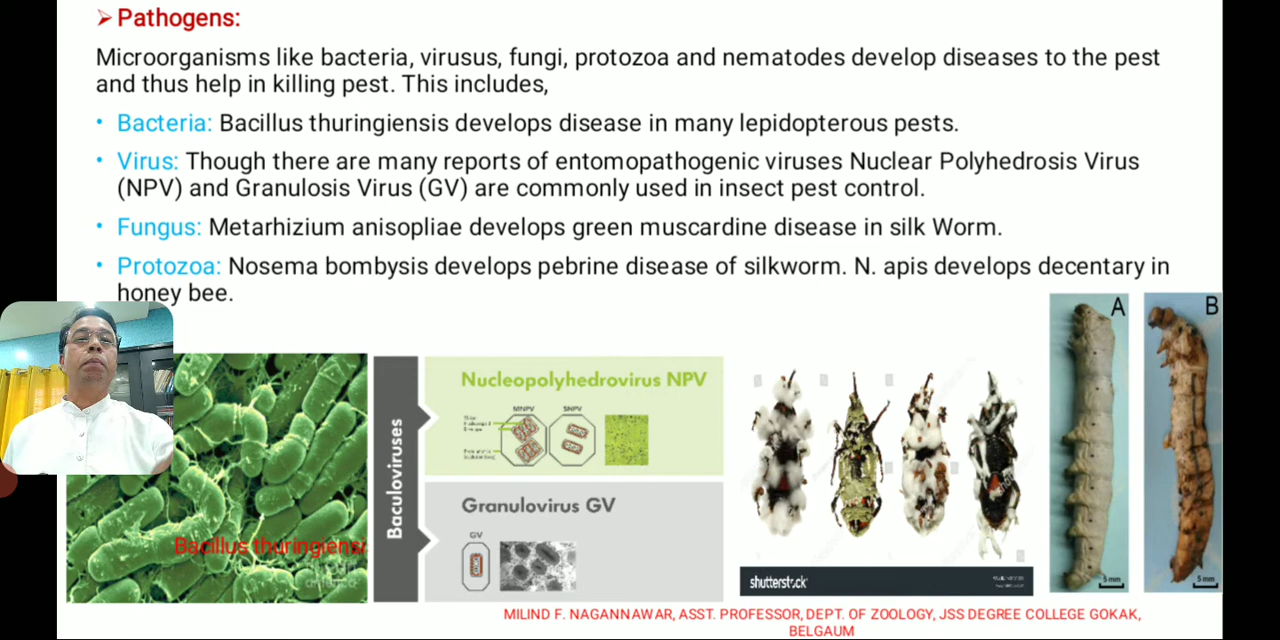 ➢ Pathogens:
Microorganisms like bacteria, virusus, fungi, protozoa and nematodes develop diseases to the pest
and thus help in killing pest. This includes,
• Bacteria: Bacillus thuringiensis develops disease in many lepidopterous pests.
• Virus: Though there are many reports of entomopathogenic viruses Nuclear Polyhedrosis Virus
(NPV) and Granulosis Virus (GV) are commonly used in insect pest control.
• Fungus: Metarhizium anisopliae develops green muscardine disease in silk Worm.
• Protozoa: Nosema bombysis develops pebrine disease of silkworm. N. apis develops decentary in
honey bee.
Bacillus thuringiensi
Baculoviruses
Nucleopolyhedrovirus NPV
MNPV SNPV
Granulovirus GV
GV
shutterstock
A
5 mm
B
5 mm
MILIND F. NAGANNAWAR, ASST. PROFESSOR, DEPT. OF ZOOLOGY, JSS DEGREE COLLEGE GOKAK,
BELGAUM